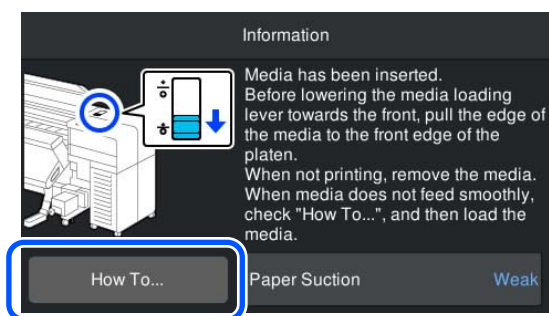 Information
Media has been inserted.
Before lowering the media loading
lever towards the front, pull the edge of
the media to the front edge of the
platen.
When not printing, remove the media.
When media does not feed smoothly,
check "How To...", and then load the
media.
How To...
Paper Suction
Weak